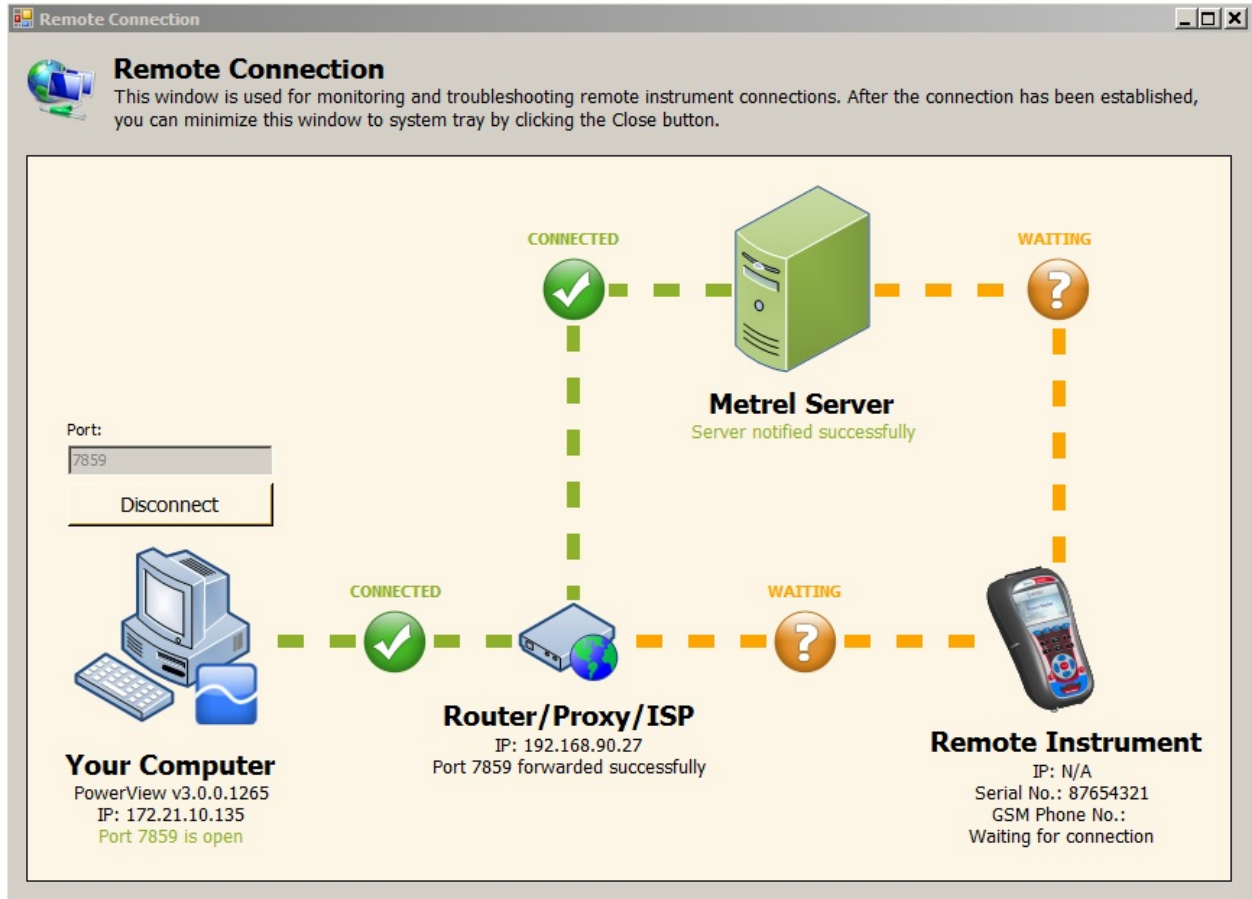 Remote Connection
Remote Connection
This window is used for monitoring and troubleshooting remote instrument connections. After the connection has been established,
you can minimize this window to system tray by clicking the Close button.
CONNECTED
WAITING
Metrel Server
Server notified successfully
Port:
7859
Disconnect
CONNECTED
WAITING
Router/Proxy/ISP
IP: 192.168.90.27
Port 7859 forwarded successfully
Your Computer
PowerView v3.0.0.1265
IP: 172.21.10.135
Port 7859 is open
Remote Instrument
IP: N/A
Serial No.: 87654321
GSM Phone No.:
Waiting for connection